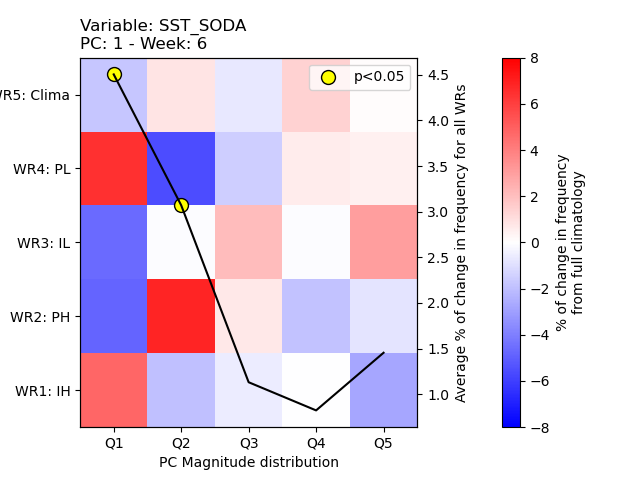 Variable: SST_SODA
PC: 1 - Week: 6
p<0.05
R5: Clima
WR4: PL
WR3: IL
WR2: PH
WR1: IH
Q1 Q2 Q3 Q4 Q5
PC Magnitude distribution
4.5
4.0
3.5
3.0
2.5
2.0
1.5
1.0
Average % of change in frequency for all WRs
8
6
4
2
0
−2
−4
−6
−8
% of change in frequency
from full climatology